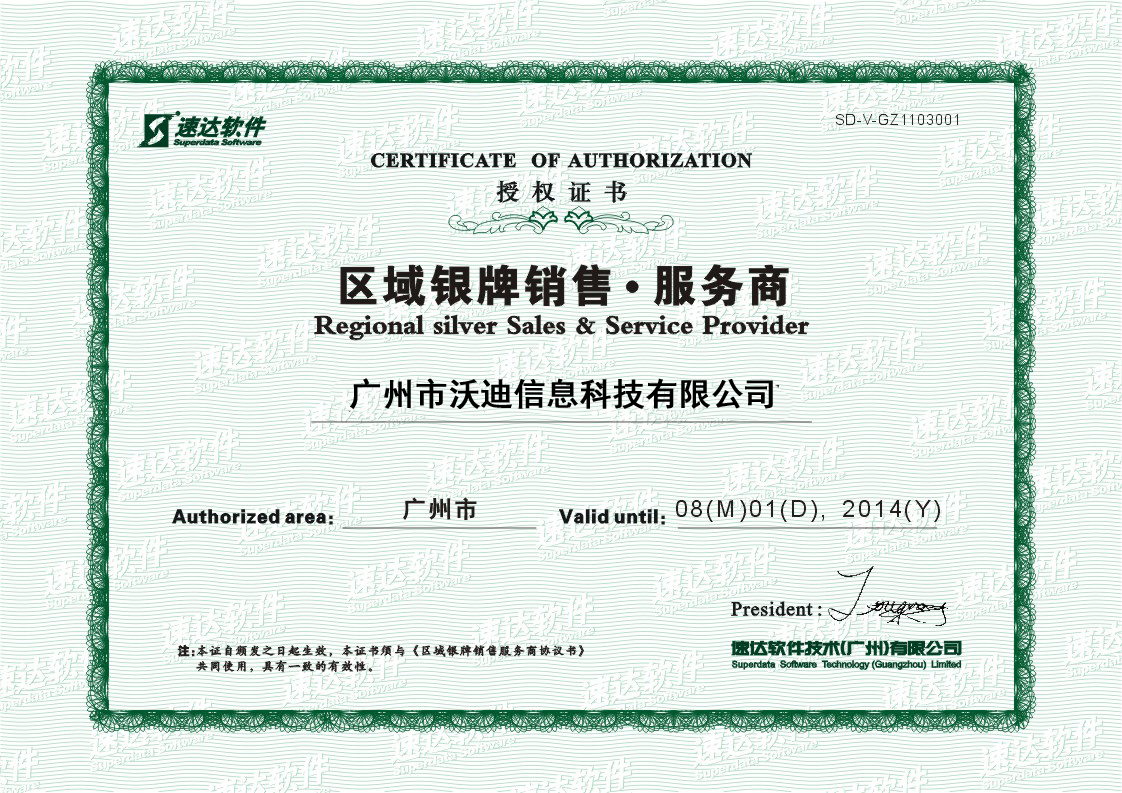 速达软件
Superdata Software
SD-V-GZ1103001
CERTIFICATE OF AUTHORIZATION
授权证书
区域银牌销售·服务商
Regional silver Sales & Service Provider
广州市沃迪信息科技有限公司
Authorized area: 广州市 Valid until: 08(M)01(D), 2014(Y)
President:
注:本证自颁发之日起生效，本证书须与《区域银牌销售服务商协议书》
共同使用，具有一致的有效性。
速达软件技术(广州)有限公司
Superdata Software Technology (Guangzhou) Limited